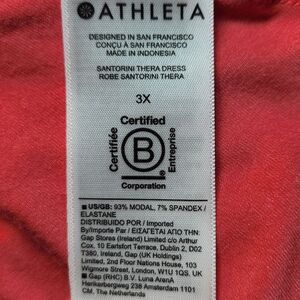 ATHLETA
DESIGNED IN SAN FRANCISCO
CONÇU À SAN FRANCISCO
MADE IN INDONESIA
SANTORINI THERA DRESS
ROBE SANTORINI THERA
3X
Certified
Certifiée
B
Entreprise
Corporation
■ US/GB: 93% MODAL, 7% SPANDEX /
ELASTANE
DISTRIBUIDO POR / Imported
By/Importe Par / ΕΙΣΑΓΕΤΑΙ ΑΠΟ ΤΗΝ:
Gap Stores (Ireland) Limited c/o Arthur
Cox, 10 Earlsfort Terrace, Dublin 2, D02
T380, Ireland, Gap (UK Holdings)
Limited, 2nd Floor Nations House, 103
Wigmore Street, London, W1U 1QS, UK
■ Gap (RHC) B.V. Luna ArenA
Herikerbergweg 238 Amsterdam 1101
CM, The Netherlands